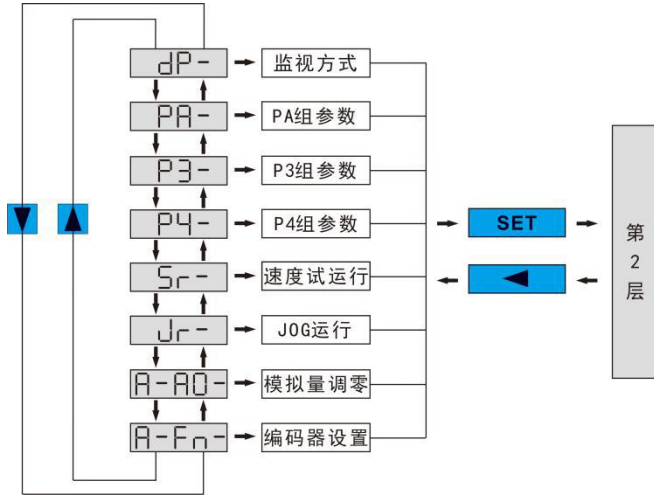 dP- 监视方式
PA- PA组参数
P3- P3组参数
P4- P4组参数
SET
Sr- 速度试运行
Jr- JOG运行
A-A0- 模拟量调零
A-Fn- 编码器设置
第
2
层